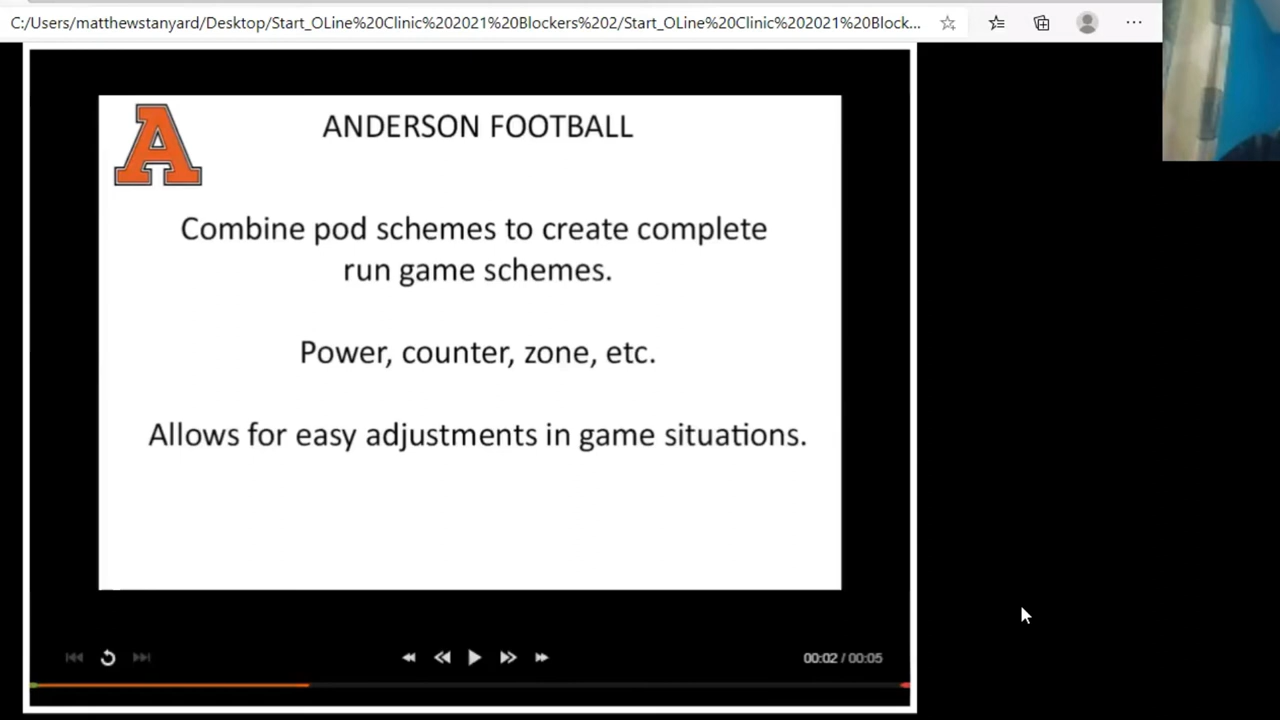 C:/Users/matthewstanyard/Desktop/Start_OLine%20Clinic%202021%20Blockers%202/Start_OLine%20Clinic%202021%20Block...
A
ANDERSON FOOTBALL
Combine pod schemes to create complete
run game schemes.
Power, counter, zone, etc.
Allows for easy adjustments in game situations.
00:02 / 00:05